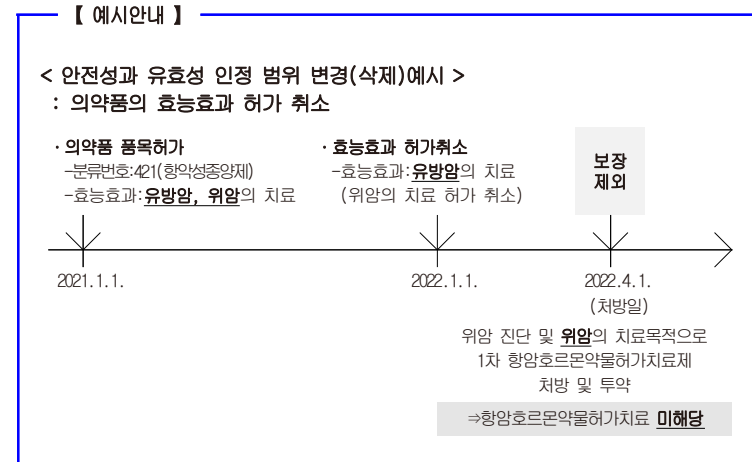 【 예시안내 】
< 안전성과 유효성 인정 범위 변경(삭제)예시 >
: 의약품의 효능효과 허가 취소
· 의약품 품목허가
-분류번호:421(항악성종양제)
-효능효과:유방암, 위암의 치료
· 효능효과 허가취소
-효능효과:유방암의 치료
(위암의 치료 허가 취소)
보장
제외
2021.1.1.
2022.1.1.
2022.4.1.
(처방일)
위암 진단 및 위암의 치료목적으로
1차 항암호르몬약물허가치료제
처방 및 투약
⇒항암호르몬약물허가치료 미해당